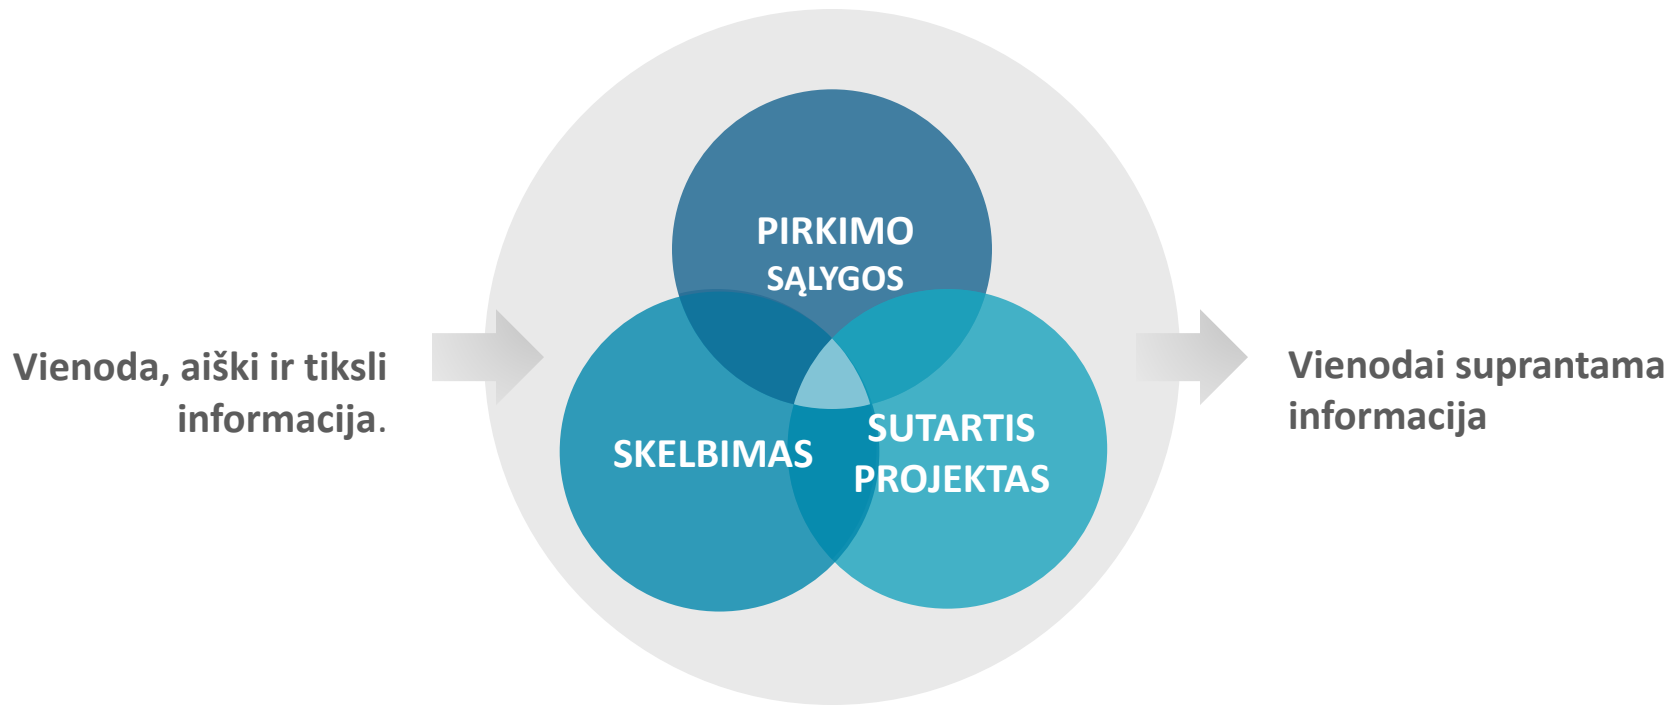 Vienoda, aiški ir tiksli
informacija.
PIRKIMO
SĄLYGOS
SKELBIMAS
SUTARTIS
PROJEKTAS
Vienodai suprantama
informacija